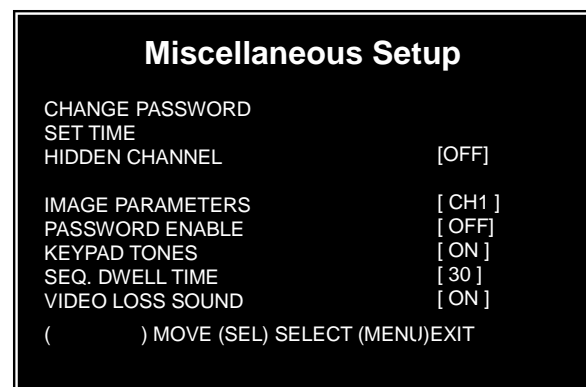 Miscellaneous Setup
CHANGE PASSWORD
SET TIME
HIDDEN CHANNEL [OFF]
IMAGE PARAMETERS [ CH1 ]
PASSWORD ENABLE [ OFF]
KEYPAD TONES [ ON ]
SEQ. DWELL TIME [ 30 ]
VIDEO LOSS SOUND [ ON ]
( ) MOVE (SEL) SELECT (MENU)EXIT